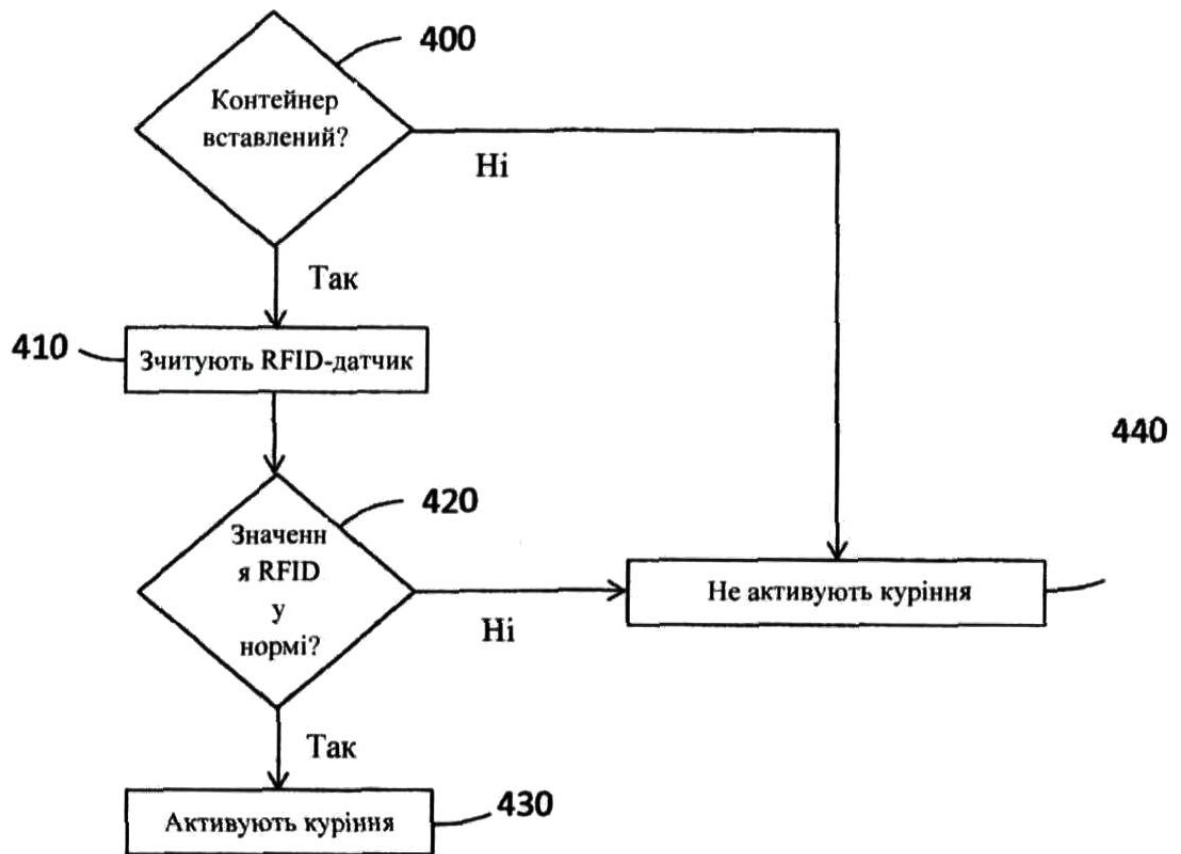 400
Контейнер
вставлений?
Ні
Так
410
Зчитують RFID-датчик
440
420
Значенн
я RFID
у
нормі?
Не активують куріння
Ні
Так
430
Активують куріння